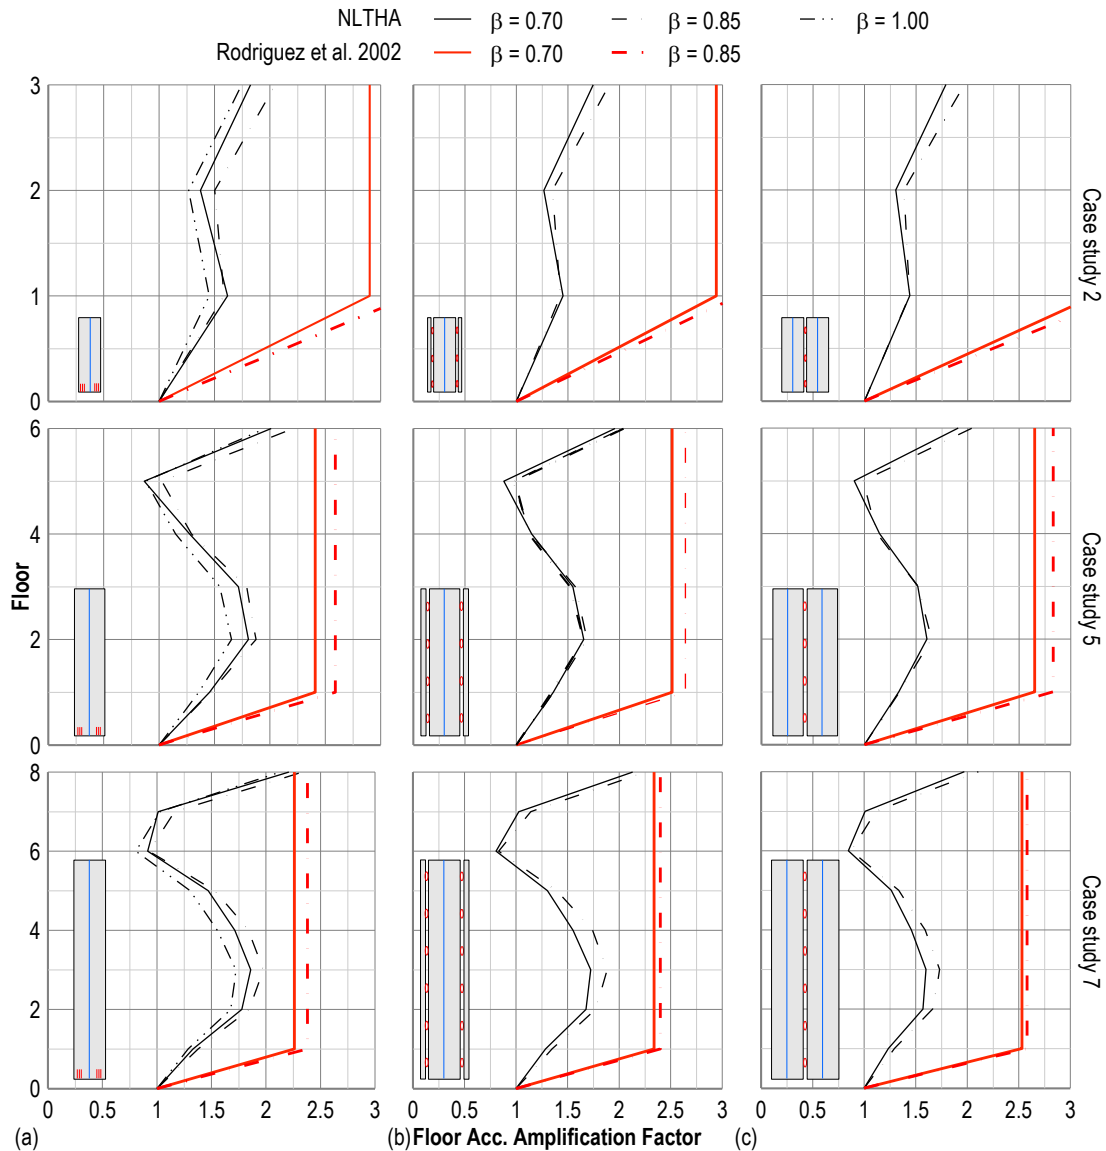 NLTHA β = 0.70 β = 0.85 β = 1.00
Rodriguez et al. 2002 β = 0.70 β = 0.85
3
2
1
0
Case study 2
6
4
2
0
Floor
Case study 5
8
6
4
2
0
Case study 7
0 0.5 1 1.5 2 2.5 3 0 0.5 1 1.5 2 2.5 3 0 0.5 1 1.5 2 2.5 3
(a) (b) Floor Acc. Amplification Factor (c)